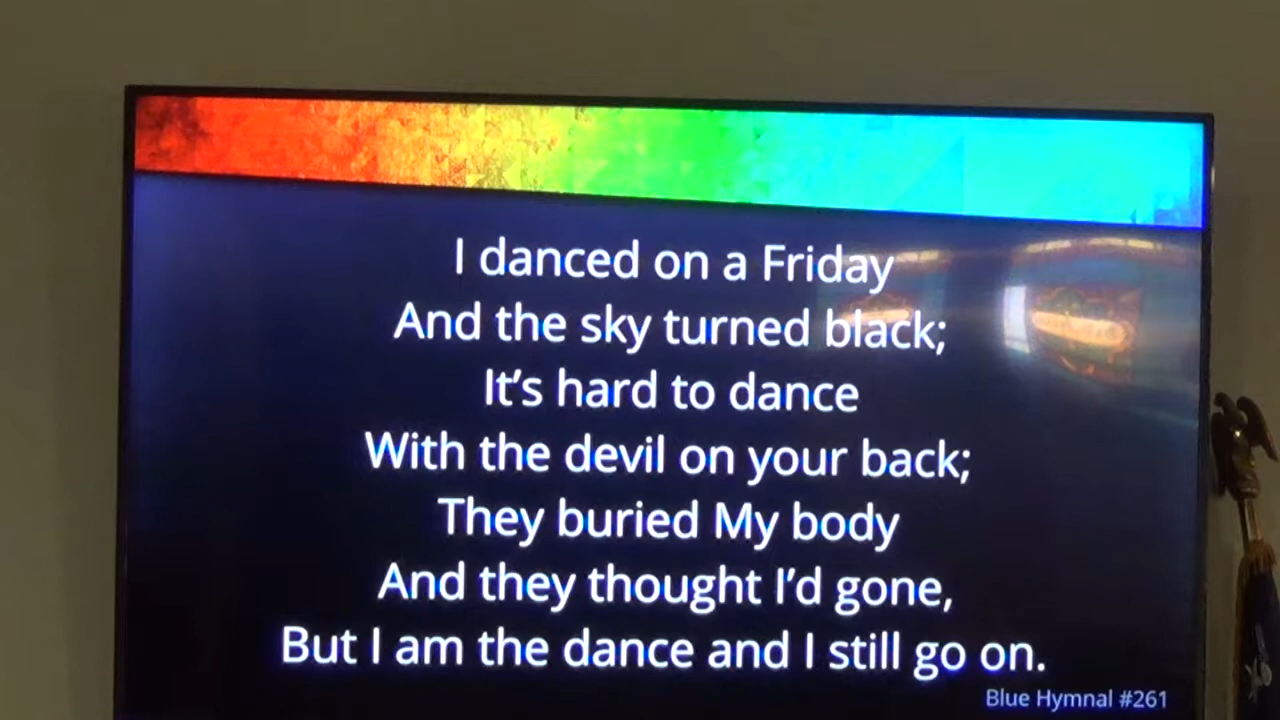 I danced on a Friday
And the sky turned black;
It’s hard to dance
With the devil on your back;
They buried My body
And they thought I’d gone,
But I am the dance and I still go on.
Blue Hymnal #261